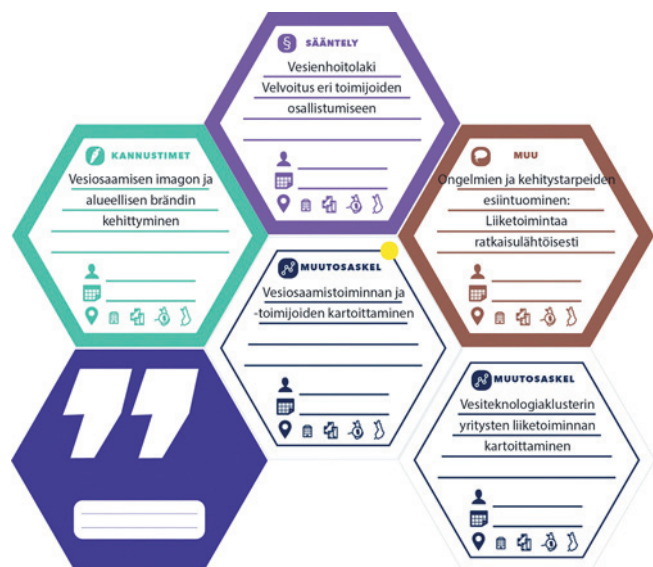 § SÄÄNTELY
Vesienhoitolaki
Velvoitus eri toimijoiden
osallistumiseen
KANNUSTIMET
Vesiosaamisen imagon ja
alueellisen brändin
kehittyminen
MUU
Ongelmien ja kehitystarpeiden
esiintuominen:
Liiketoimintaa
ratkaisulähtöisesti
MUUTOSASKEL
Vesiosaamistoiminnan ja
-toimijoiden kartoittaminen
”
MUUTOSASKEL
Vesiteknologiaklusterin
yritysten liiketoiminnan
kartoittaminen